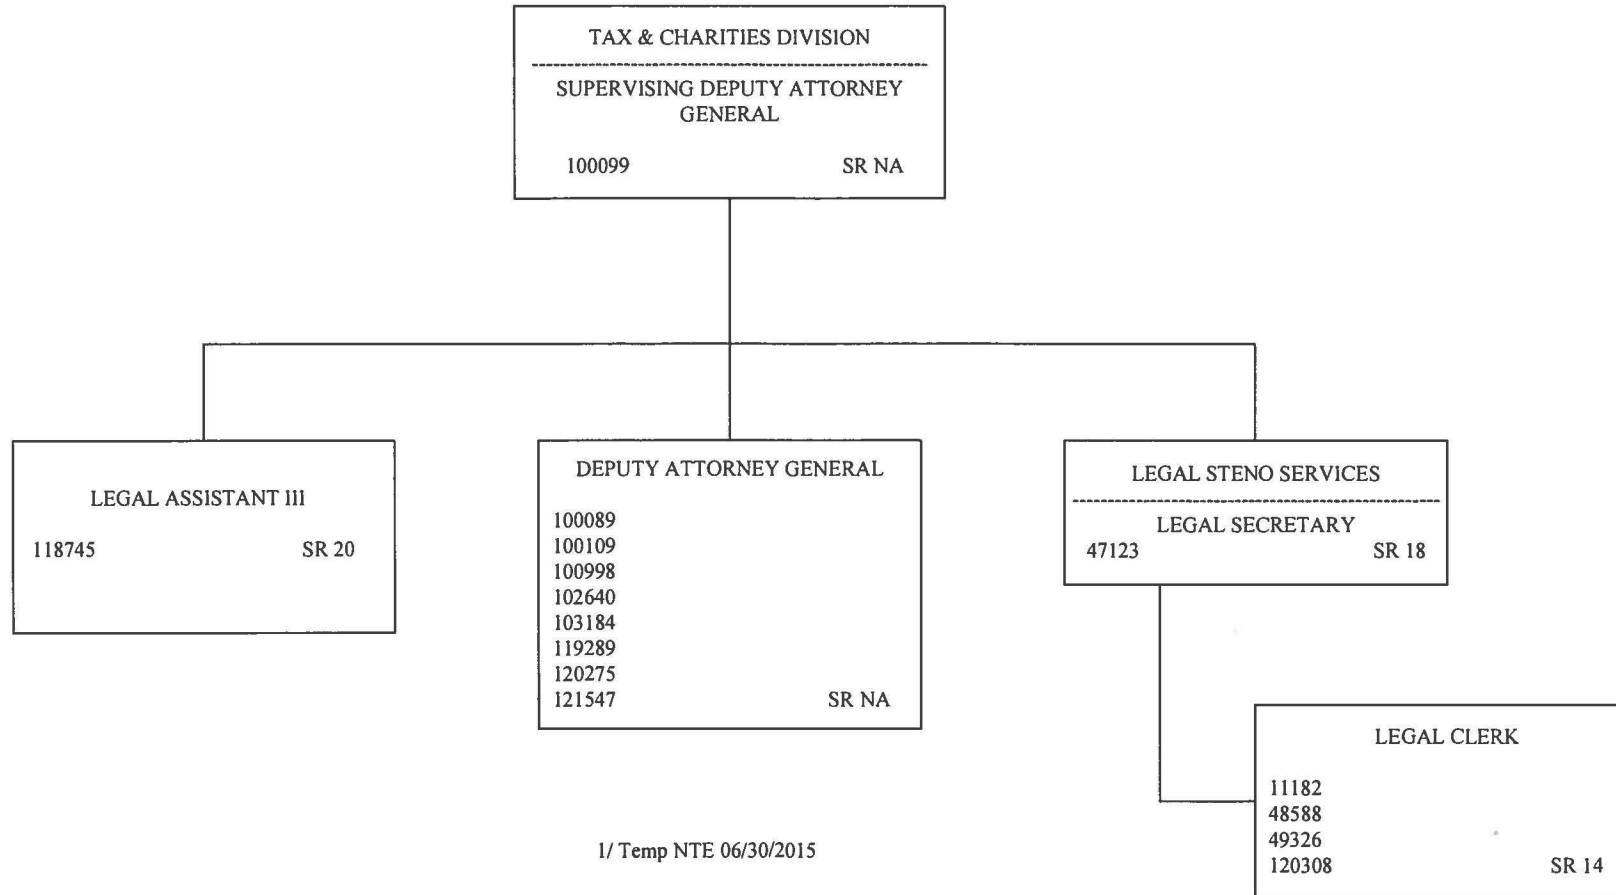 TAX & CHARITIES DIVISION
SUPERVISING DEPUTY ATTORNEY
GENERAL
100099 SR NA
LEGAL ASSISTANT III
118745 SR 20
DEPUTY ATTORNEY GENERAL
100089
100109
100998
102640
103184
119289
120275
121547 SR NA
LEGAL STENO SERVICES
LEGAL SECRETARY
47123 SR 18
LEGAL CLERK
11182
48588
49326
120308 SR 14
1/ Temp NTE 06/30/2015